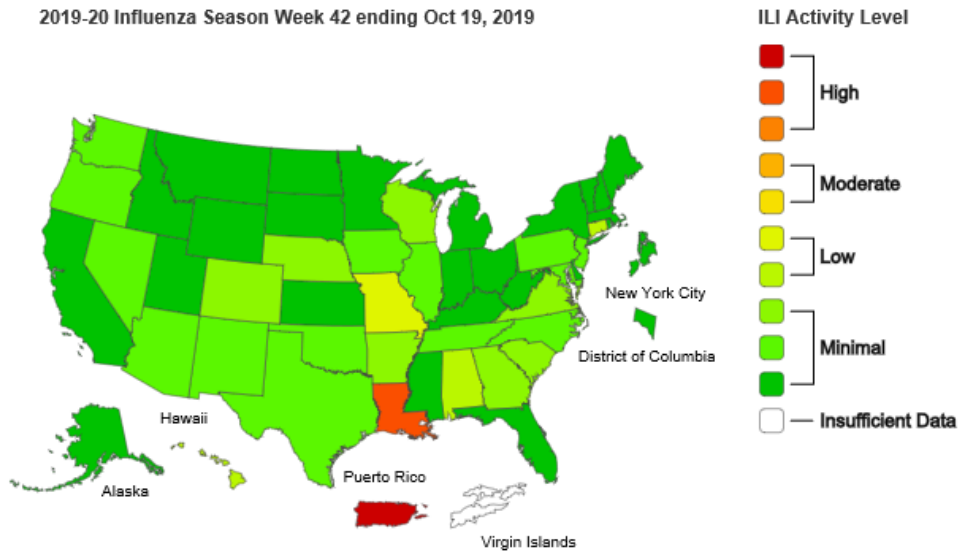 2019-20 Influenza Season Week 42 ending Oct 19, 2019
ILI Activity Level
High
Moderate
Low
Minimal
Insufficient Data
New York City
District of Columbia
Hawaii
Alaska
Puerto Rico
Virgin Islands